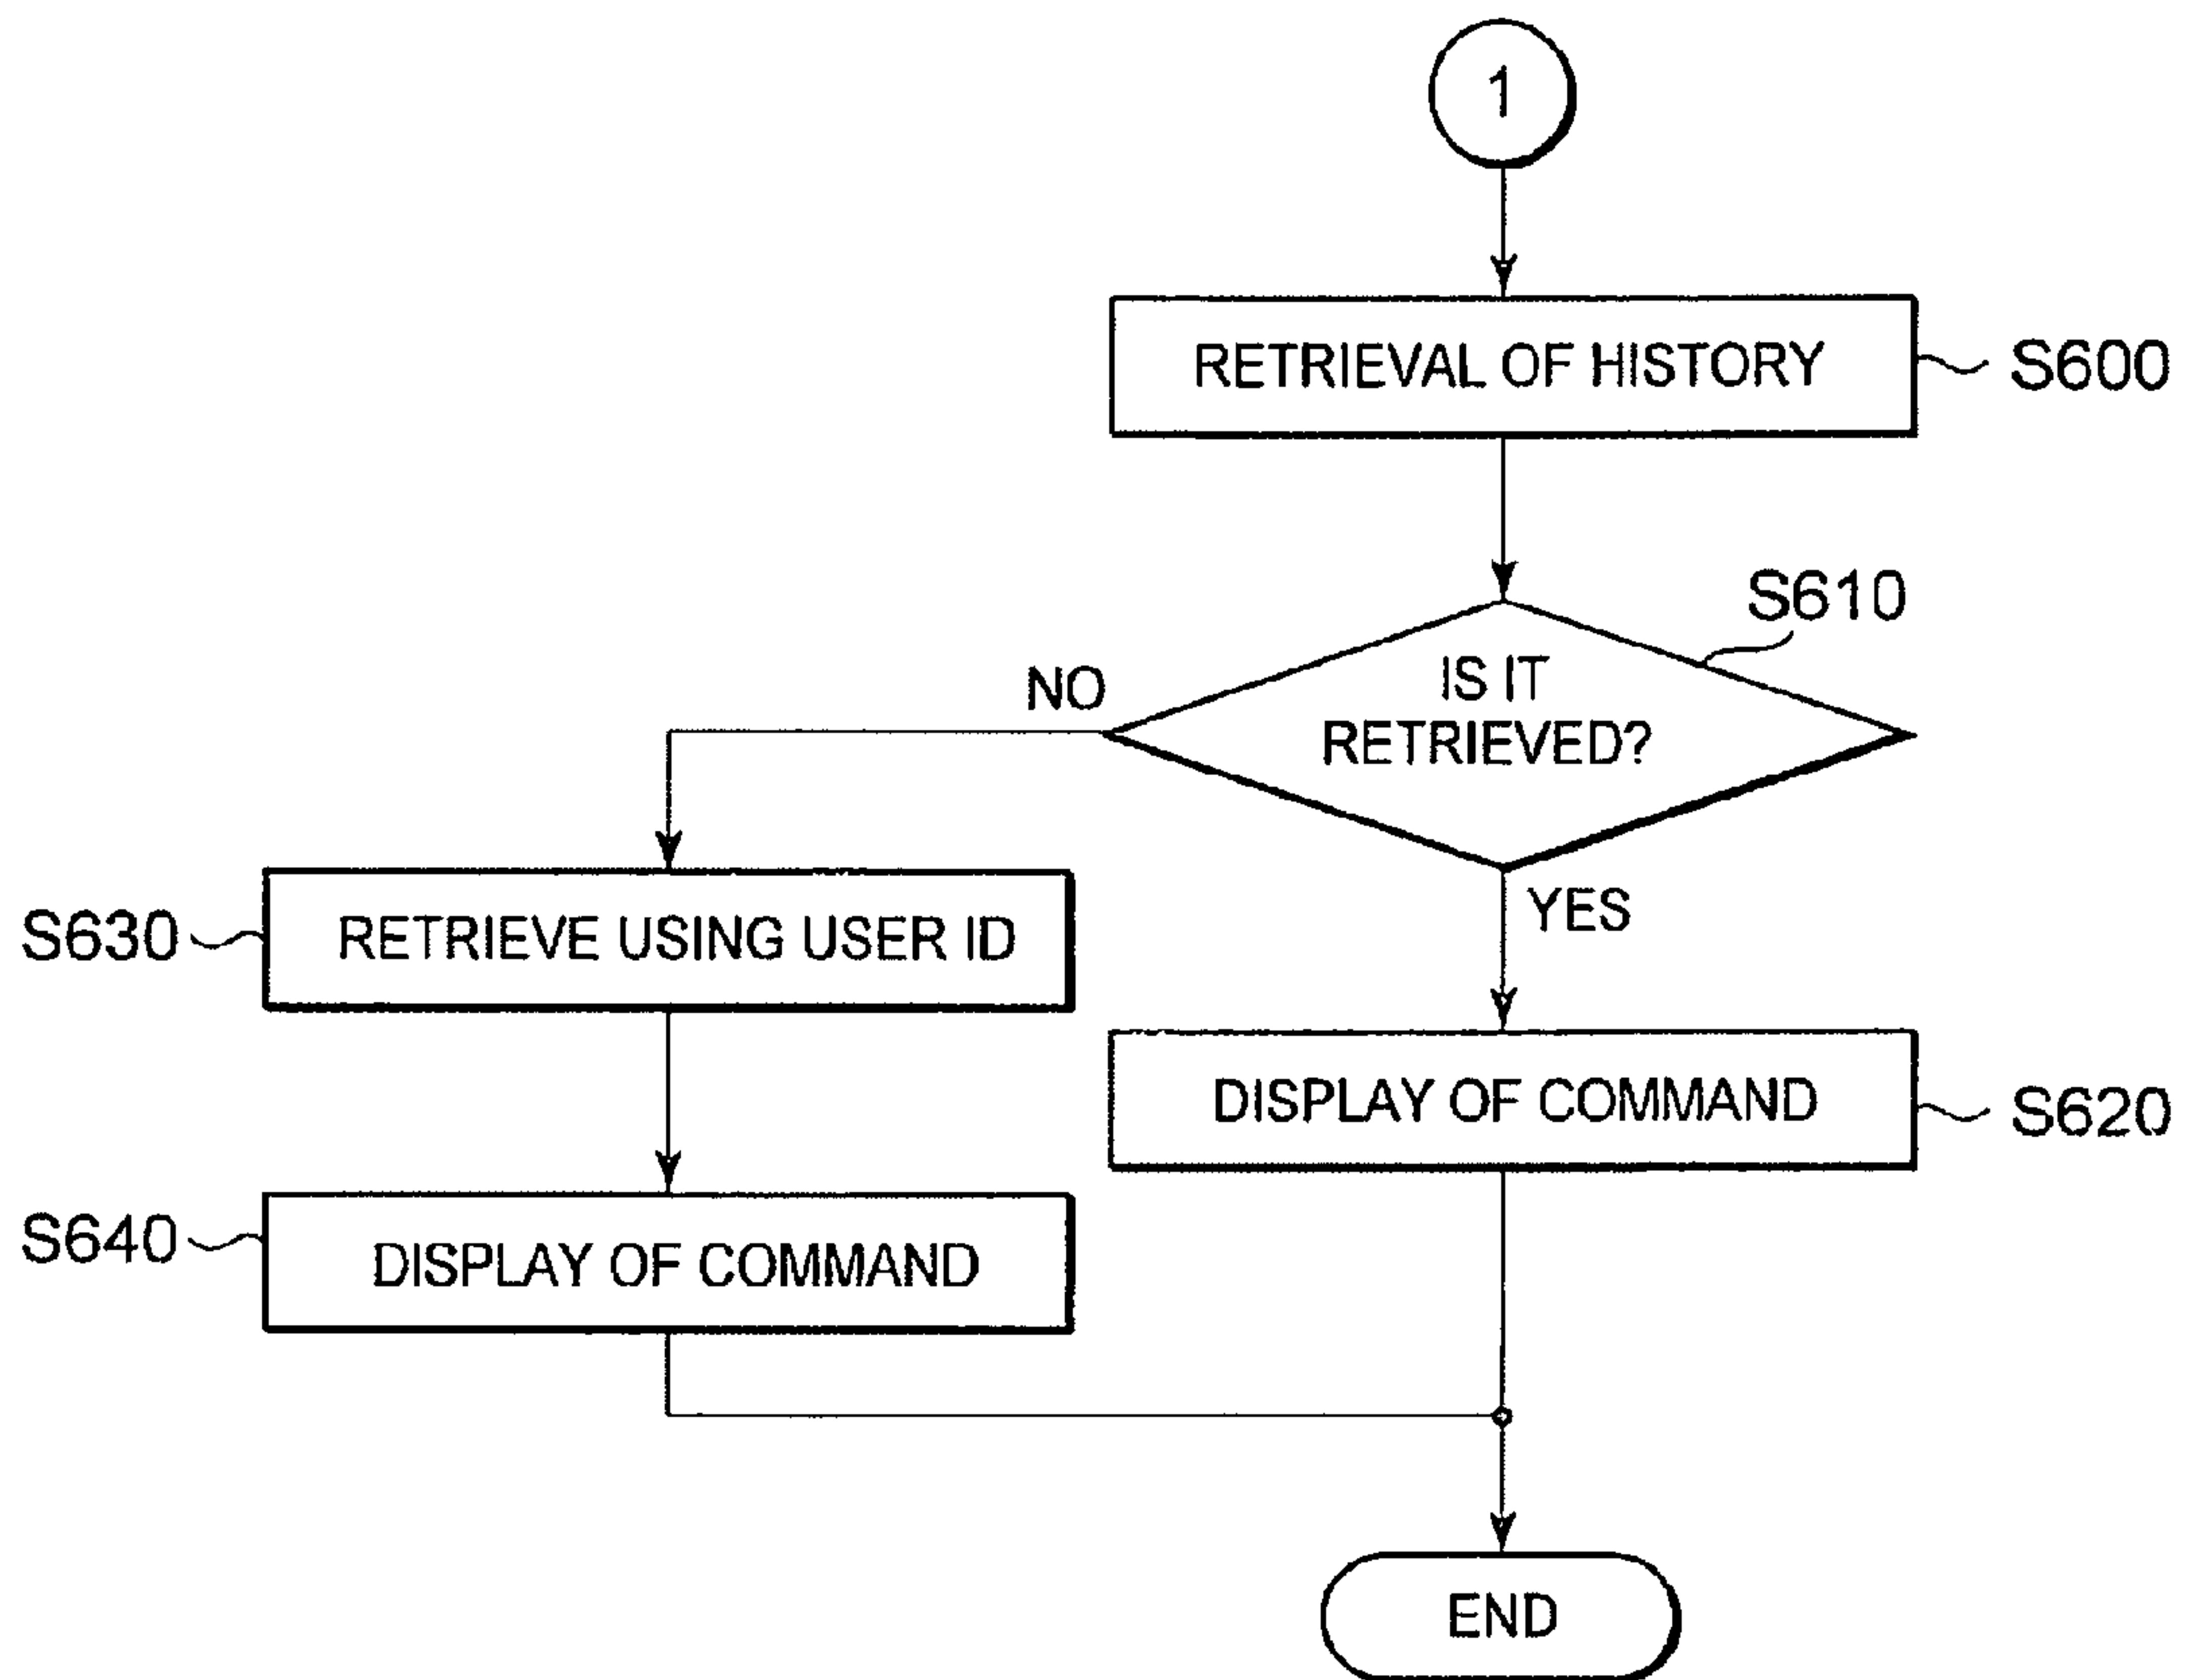 1
RETRIEVAL OF HISTORY
S600
S610
IS IT
RETRIEVED?
NO
YES
S630
RETRIEVE USING USER ID
DISPLAY OF COMMAND
S620
S640
DISPLAY OF COMMAND
END